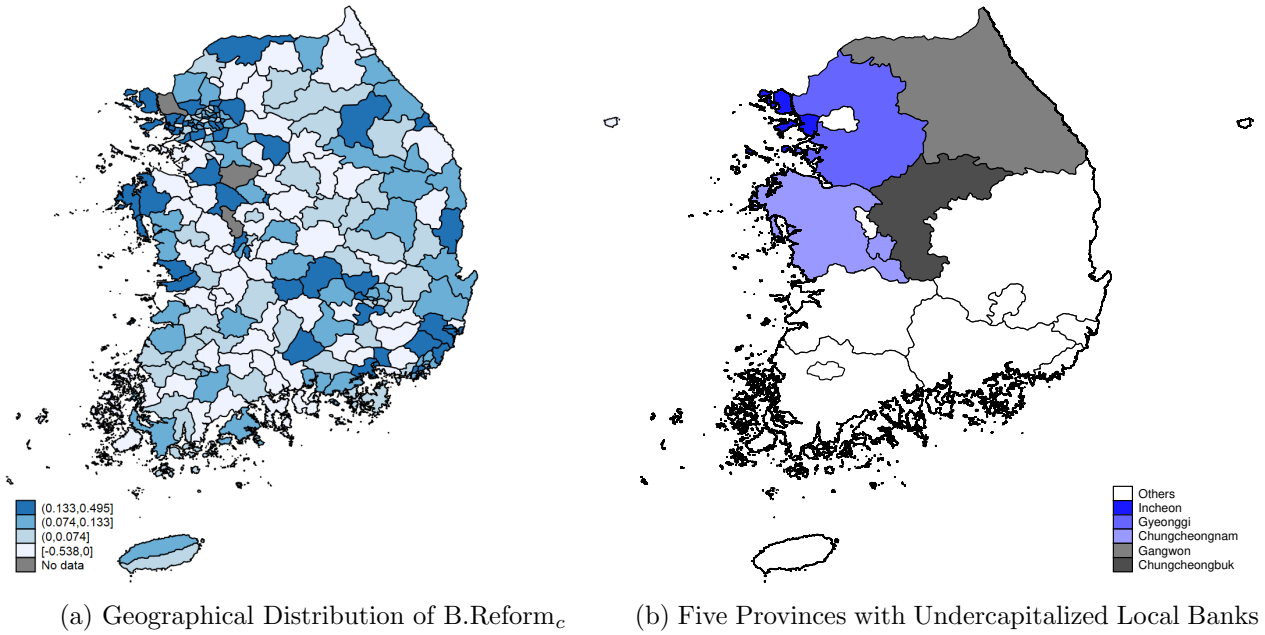 (0.133,0.495]
(0.074,0.133]
(0,0.074]
[-0.538,0]
No data
Others
Incheon
Gyeonggi
Chungcheongnam
Gangwon
Chungcheongbuk
(a) Geographical Distribution of B.Reform_c
(b) Five Provinces with Undercapitalized Local Banks